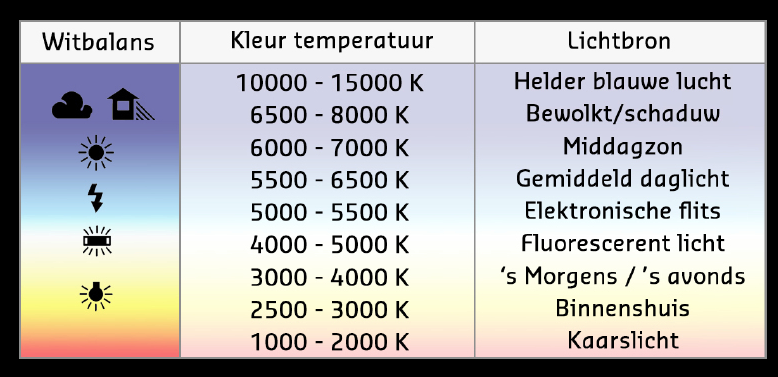 Witbalans Kleur temperatuur Lichtbron
10000 - 15000 K Helder blauwe lucht
6500 - 8000 K Bewolkt/schaduw
6000 - 7000 K Middagzon
5500 - 6500 K Gemiddeld daglicht
5000 - 5500 K Elektronische flits
4000 - 5000 K Fluorescerent licht
3000 - 4000 K ‘s Morgens / ’s avonds
2500 - 3000 K Binnenshuis
1000 - 2000 K Kaarslicht